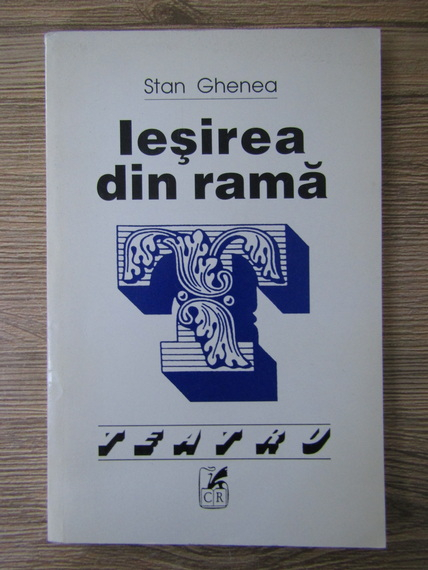 Stan Ghenea
Ieşirea
din ramă
T
TEATRU
CR